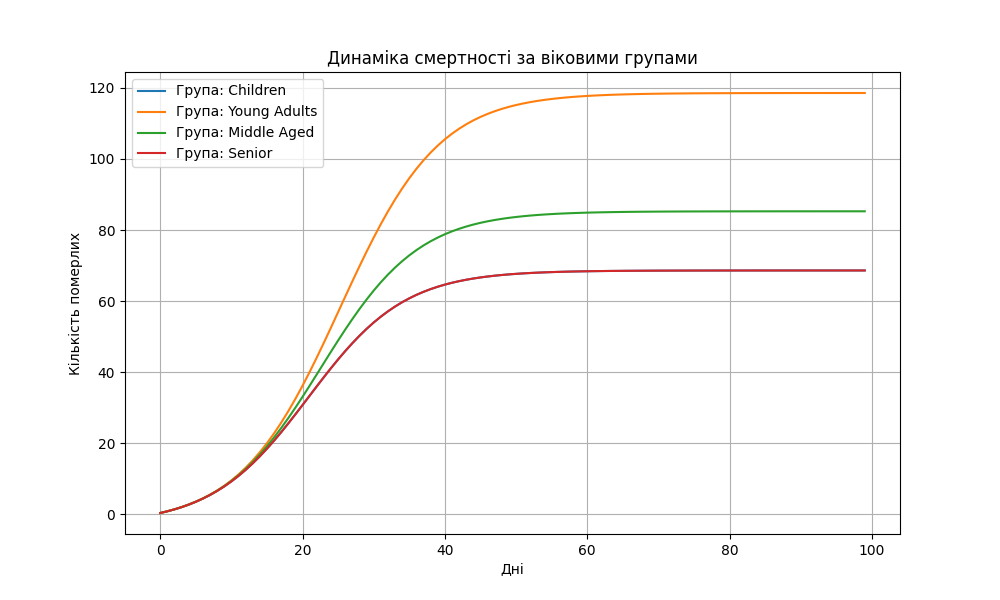 Динаміка смертності за віковими групами
Група: Children
Група: Young Adults
Група: Middle Aged
Група: Senior
Кількість померлих
120
100
80
60
40
20
0
0 20 40 60 80 100
Дні